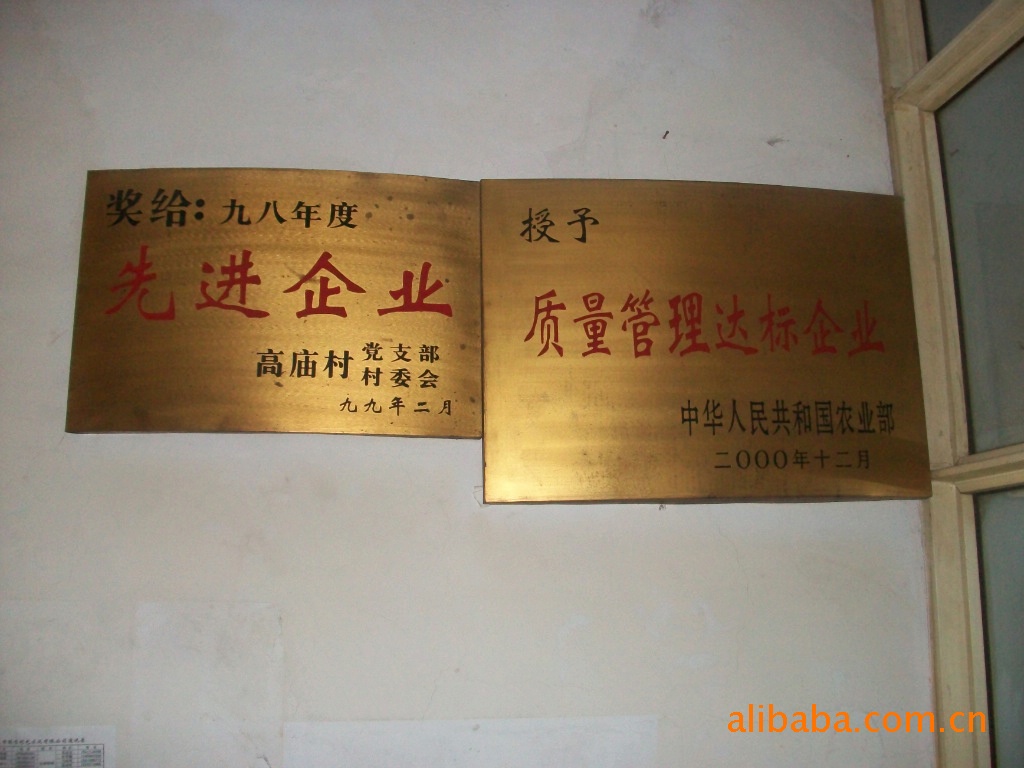 奖给：九八年度
先进企业
高庙村 党支部
村委会
九九年二月
授予
质量管理达标企业
中华人民共和国农业部
二000年十二月
alibaba.com.cn